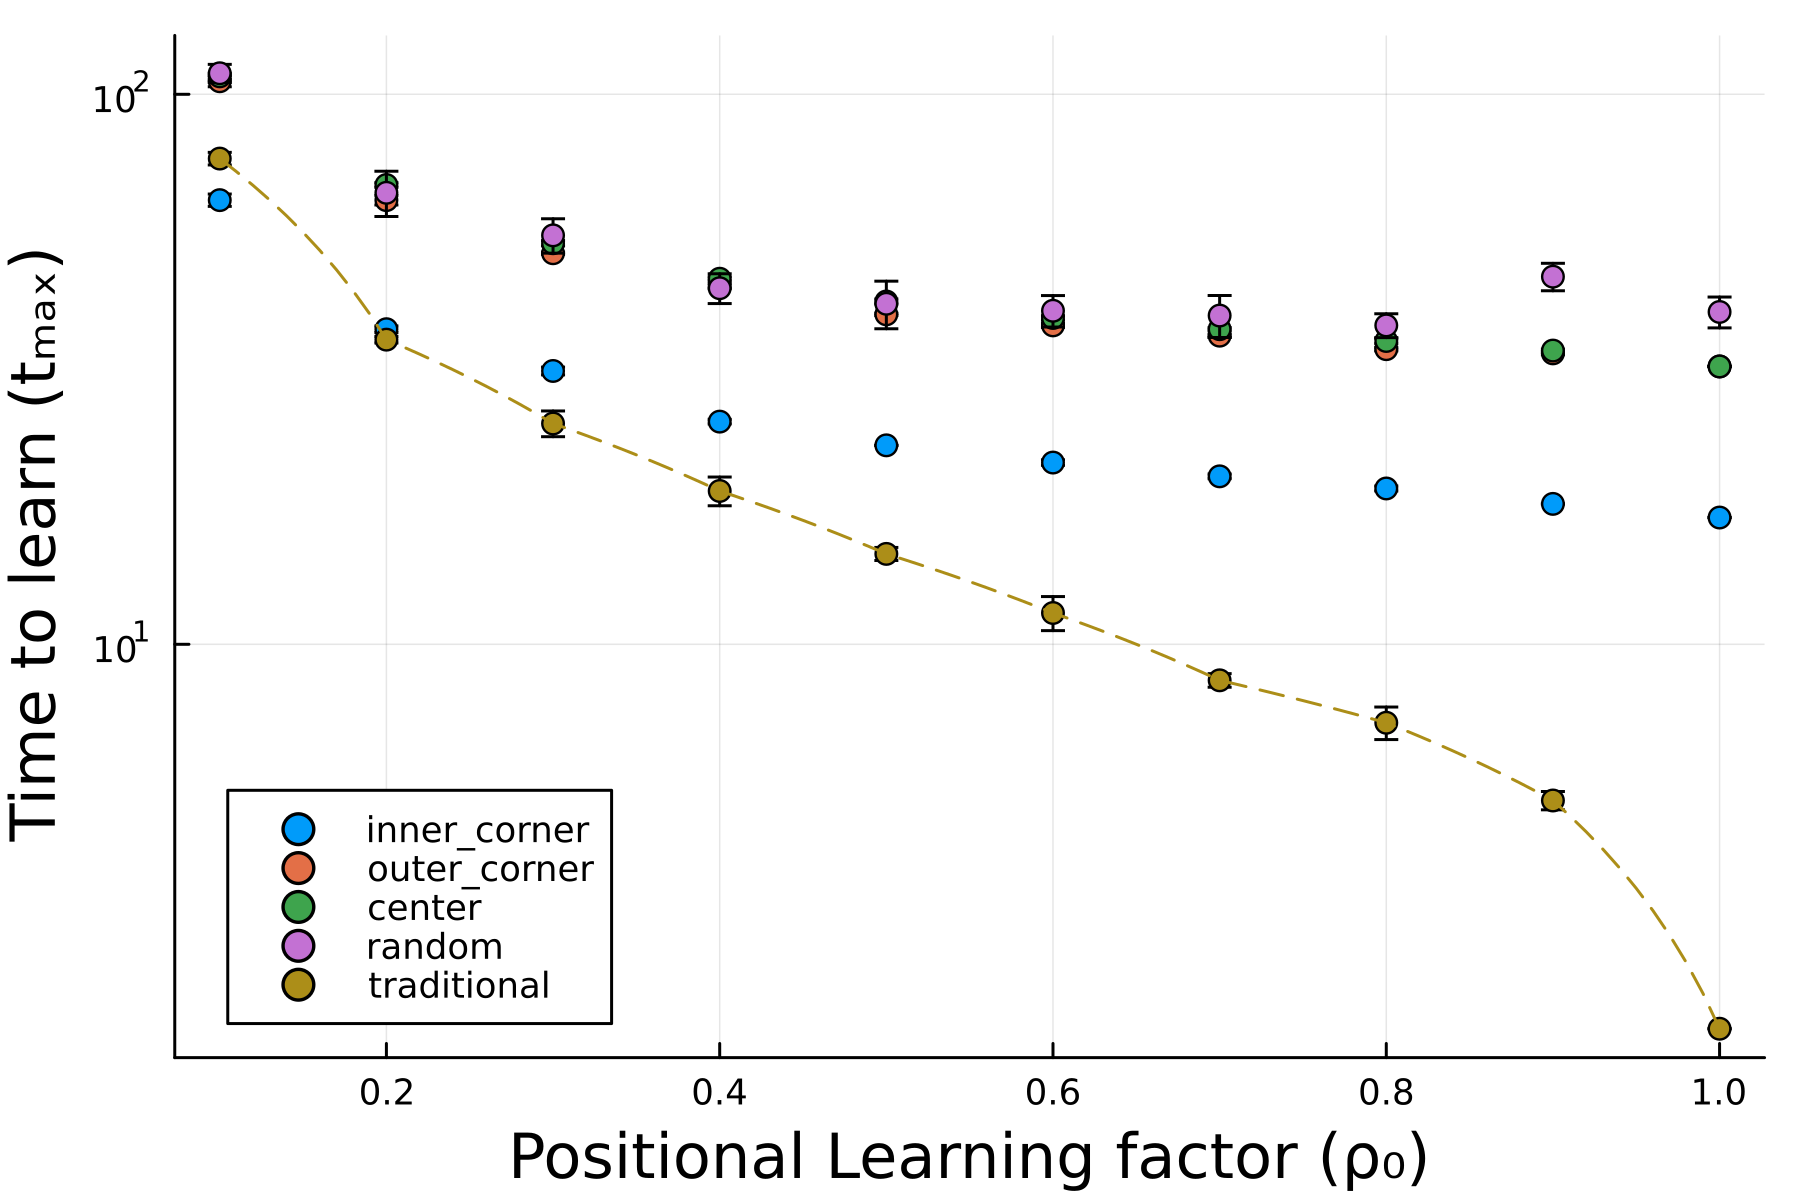 Time to learn (tₘₐₓ)
10²
10¹
inner_corner
outer_corner
center
random
traditional
0.2 0.4 0.6 0.8 1.0
Positional Learning factor (ρ₀)